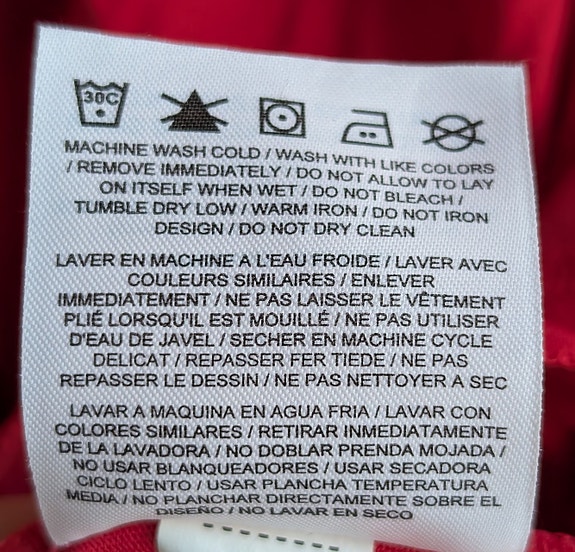 30C
MACHINE WASH COLD / WASH WITH LIKE COLORS
/ REMOVE IMMEDIATELY / DO NOT ALLOW TO LAY
ON ITSELF WHEN WET / DO NOT BLEACH /
TUMBLE DRY LOW / WARM IRON / DO NOT IRON
DESIGN / DO NOT DRY CLEAN
LAVER EN MACHINE A L'EAU FROIDE / LAVER AVEC
COULEURS SIMILAIRES / ENLEVER
IMMEDIATEMENT / NE PAS LAISSER LE VÊTEMENT
PLIÉ LORSQU'IL EST MOUILLÉ / NE PAS UTILISER
D'EAU DE JAVEL / SECHER EN MACHINE CYCLE
DELICAT / REPASSER FER TIEDE / NE PAS
REPASSER LE DESSIN / NE PAS NETTOYER A SEC
LAVAR A MAQUINA EN AGUA FRIA / LAVAR CON
COLORES SIMILARES / RETIRAR INMEDIATAMENTE
DE LA LAVADORA / NO DOBLAR PRENDA MOJADA /
NO USAR BLANQUEADORES / USAR SECADORA
CICLO LENTO / USAR PLANCHA TEMPERATURA
MEDIA / NO PLANCHAR DIRECTAMENTE SOBRE EL
DISEÑO / NO LAVAR EN SECO